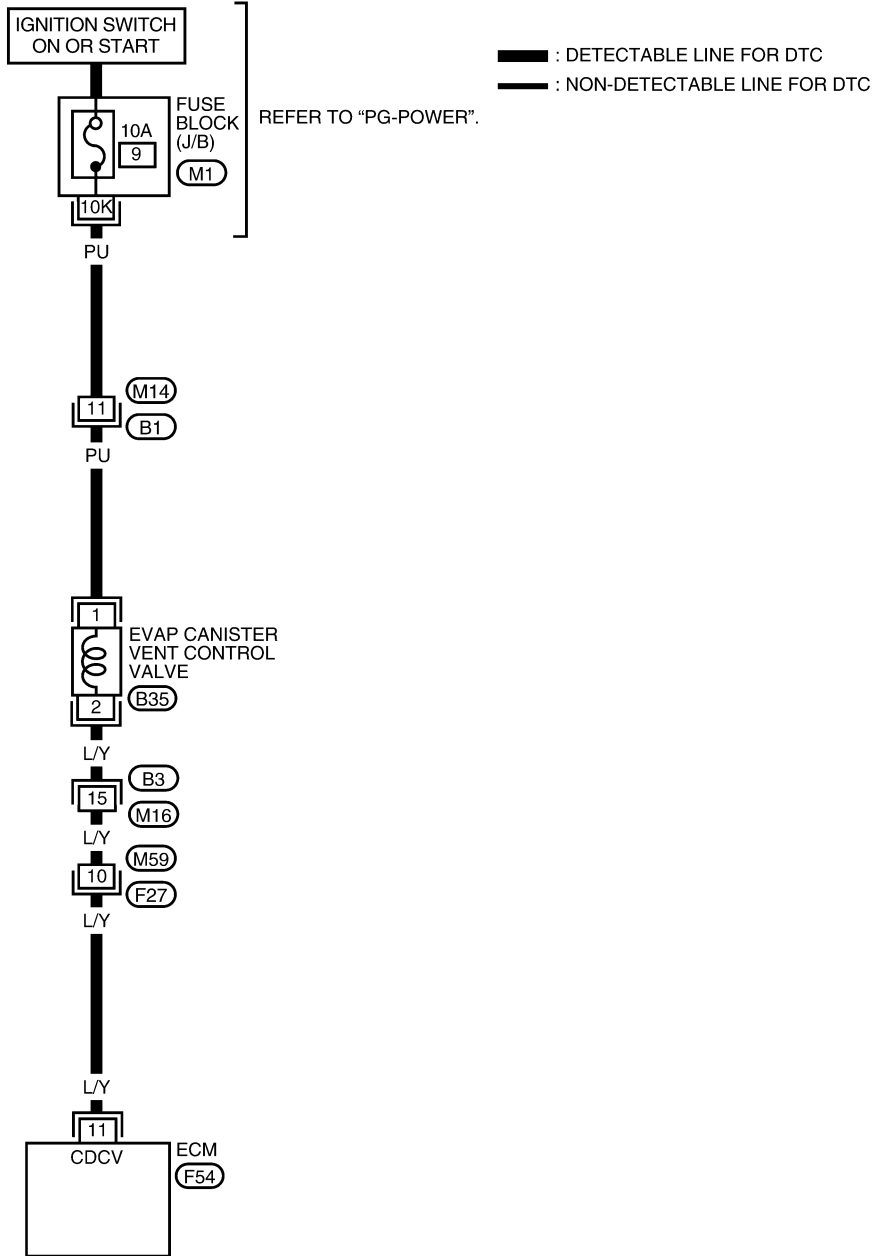 IGNITION SWITCH
ON OR START
: DETECTABLE LINE FOR DTC
: NON-DETECTABLE LINE FOR DTC
FUSE
BLOCK
(J/B)
REFER TO “PG-POWER”.
10A
9
M1
10K
PU
M14
11
B1
PU
1
EVAP CANISTER
VENT CONTROL
VALVE
B35
2
L/Y
B3
15
M16
L/Y
M59
10
F27
L/Y
L/Y
11
CDCV
ECM
F54